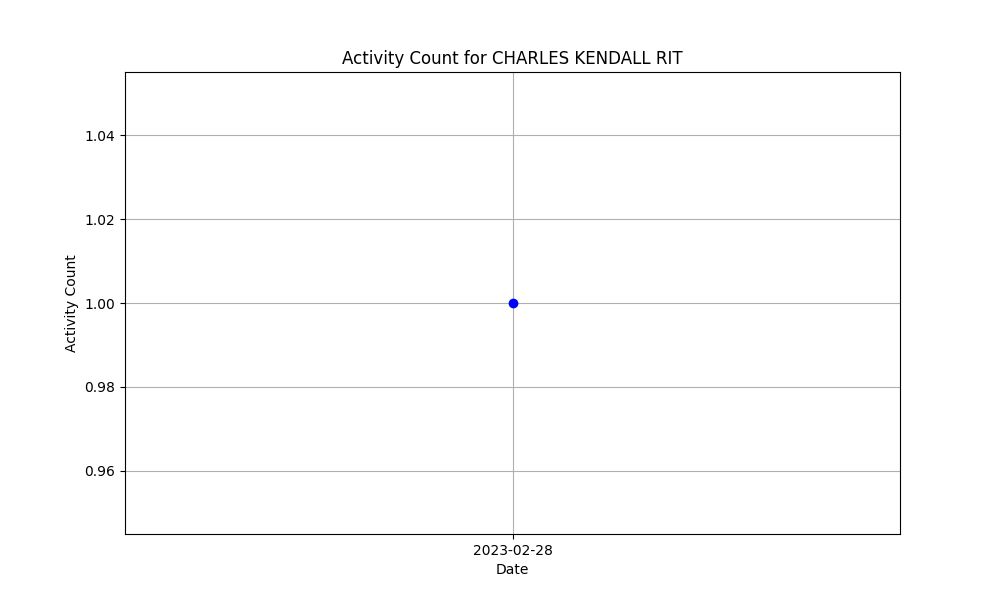 Activity Count for CHARLES KENDALL RIT
1.04
1.02
1.00
0.98
0.96
Activity Count
2023-02-28
Date